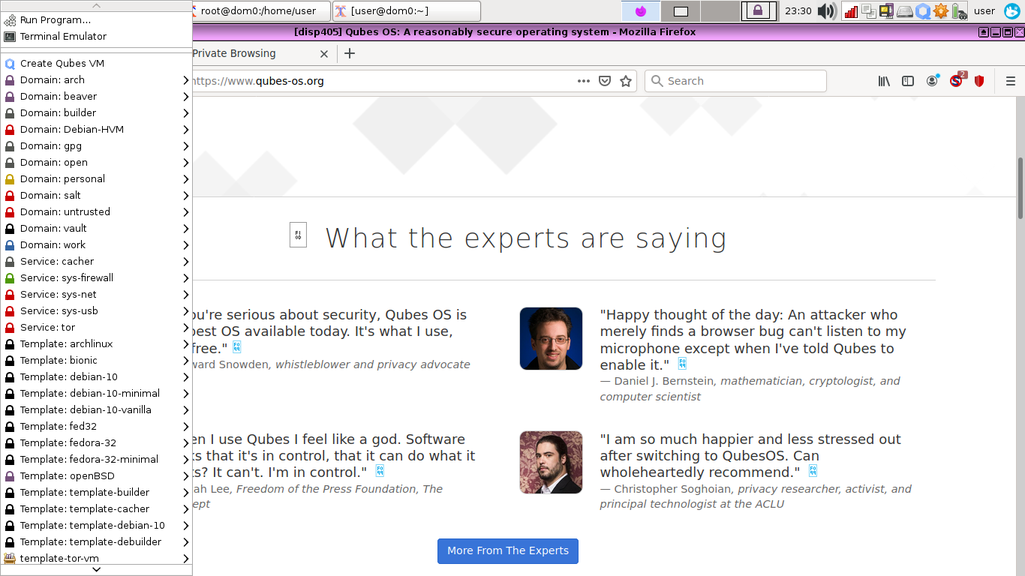 Run Program...
Terminal Emulator
Create Qubes VM
Domain: arch
Domain: beaver
Domain: builder
Domain: Debian-HVM
Domain: gpg
Domain: open
Domain: personal
Domain: salt
Domain: untrusted
Domain: vault
Domain: work
Service: cacher
Service: sys-firewall
Service: sys-net
Service: sys-usb
Service: tor
Template: archlinux
Template: bionic
Template: debian-10
Template: debian-10-minimal
Template: debian-10-vanilla
Template: fed32
Template: fedora-32
Template: fedora-32-minimal
Template: openBSD
Template: template-builder
Template: template-cacher
Template: template-debian-10
Template: template-debuilder
template-tor-vm
root@dom0:/home/user
[user@dom0:~]
23:30
user
[disp405] Qubes OS: A reasonably secure operating system - Mozilla Firefox
Private Browsing
https://www.qubes-os.org
Search
2
What the experts are saying
ou're serious about security, Qubes OS is
best OS available today. It's what I use,
free."
ward Snowden, whistleblower and privacy advocate
"Happy thought of the day: An attacker who
merely finds a browser bug can't listen to my
microphone except when I've told Qubes to
enable it."
— Daniel J. Bernstein, mathematician, cryptologist, and
computer scientist
en I use Qubes I feel like a god. Software
s that it's in control, that it can do what it
s? It can't. I'm in control."
ah Lee, Freedom of the Press Foundation, The
ept
"I am so much happier and less stressed out
after switching to QubesOS. Can
wholeheartedly recommend."
— Christopher Soghoian, privacy researcher, activist, and
principal technologist at the ACLU
More From The Experts